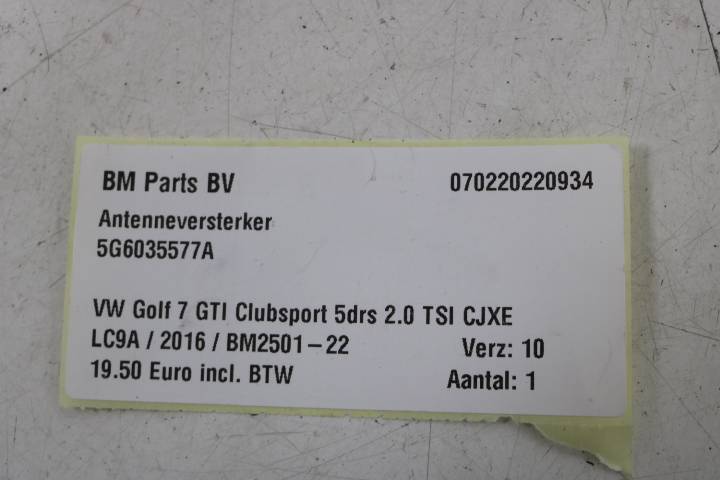 BM Parts BV 070220220934
Antenneversterker
5G6035577A
VW Golf 7 GTI Clubsport 5drs 2.0 TSI CJXE
LC9A / 2016 / BM2501-22 Verz: 10
19.50 Euro incl. BTW Aantal: 1